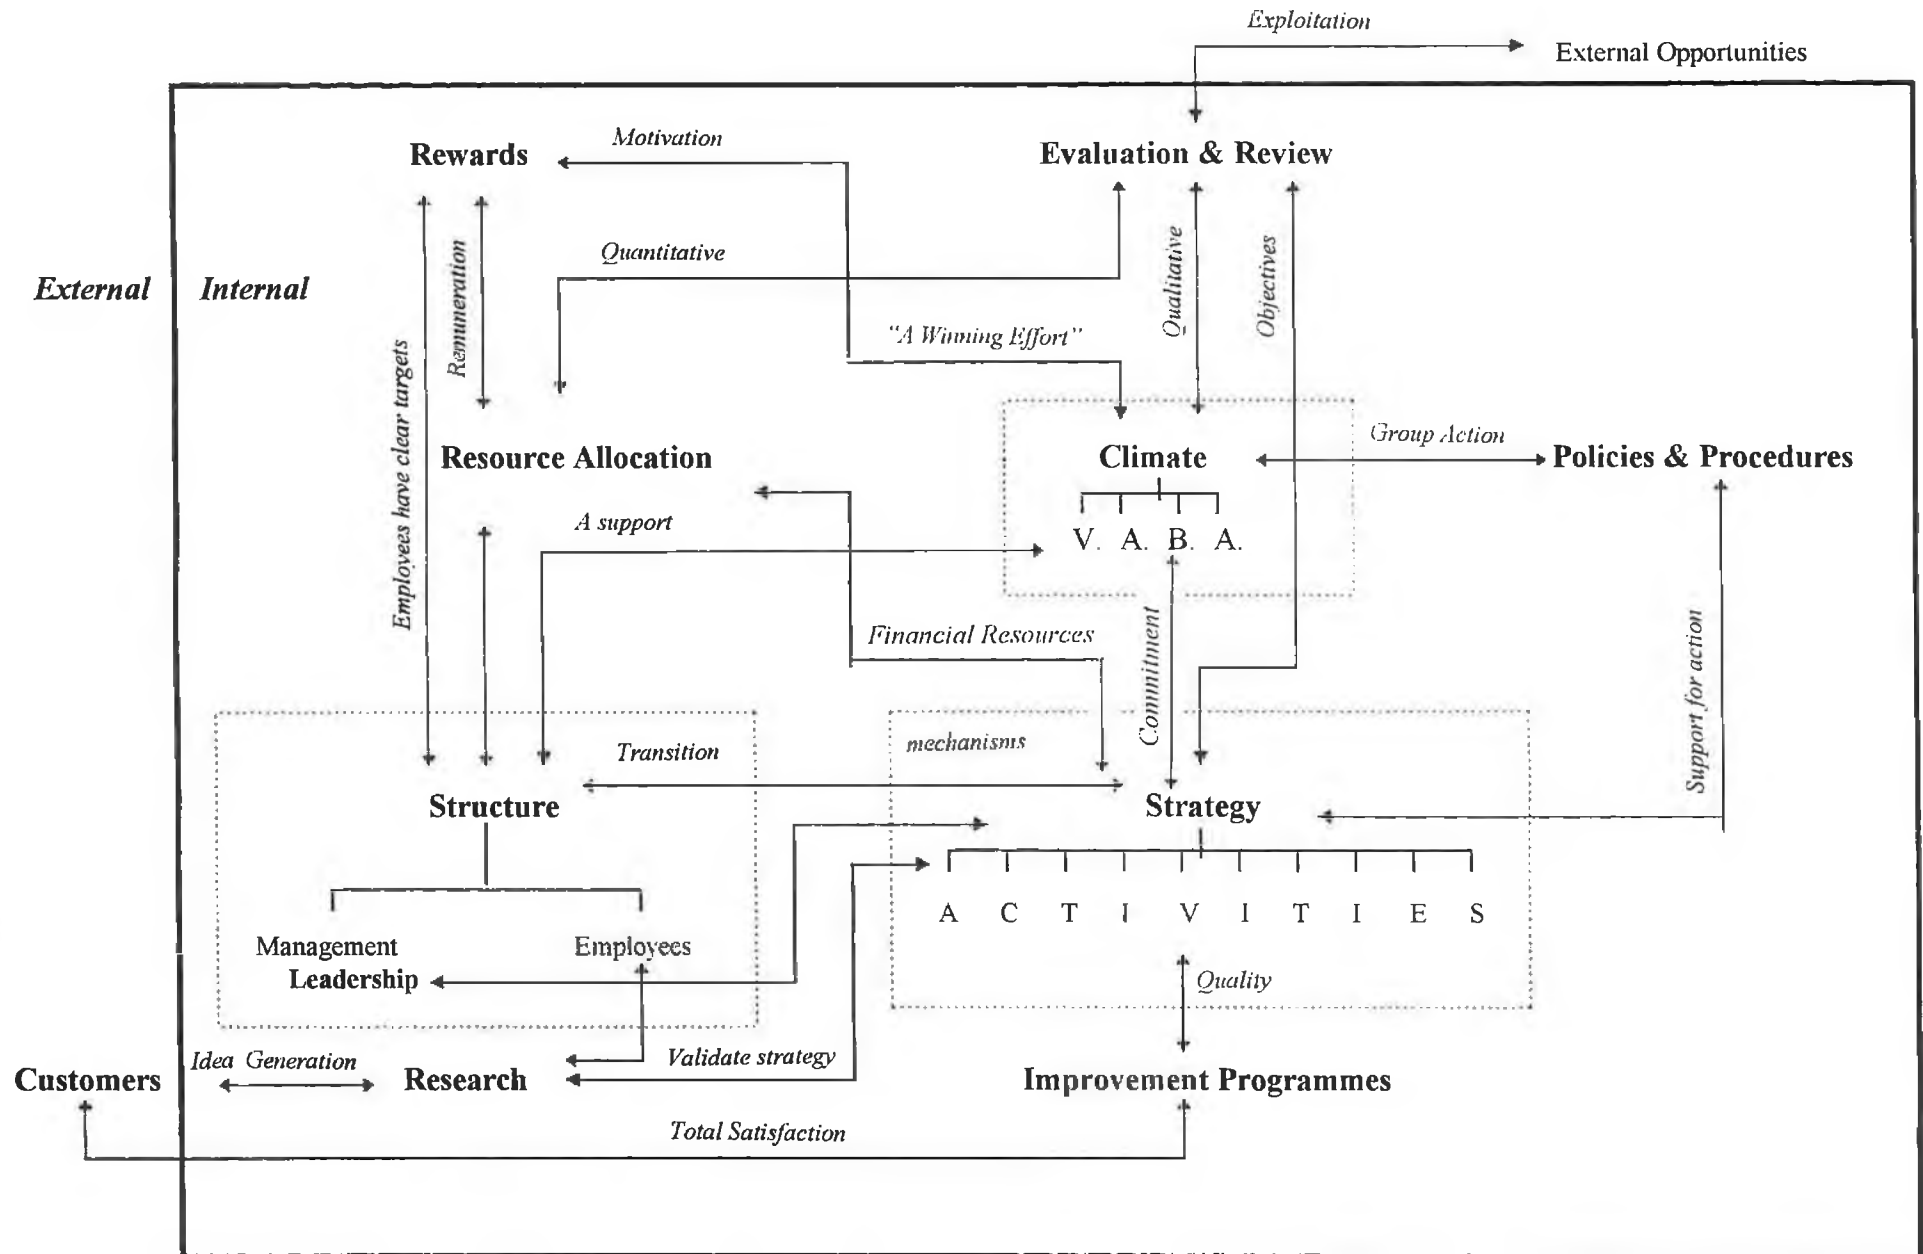 Exploitation
External Opportunities
Rewards
Motivation
Evaluation & Review
Remuneration
Quantitative
Qualitative
Objectives
External
Internal
"A Winning Effort"
Employees have clear targets
Resource Allocation
Climate
Group Action
Policies & Procedures
A support
V. A. B. A.
Financial Resources
Commitment
Support for action
mechanisms
Transition
Structure
Strategy
A C T I V I T I E S
Management
Employees
Leadership
Quality
Idea Generation
Validate strategy
Customers
Research
Improvement Programmes
Total Satisfaction